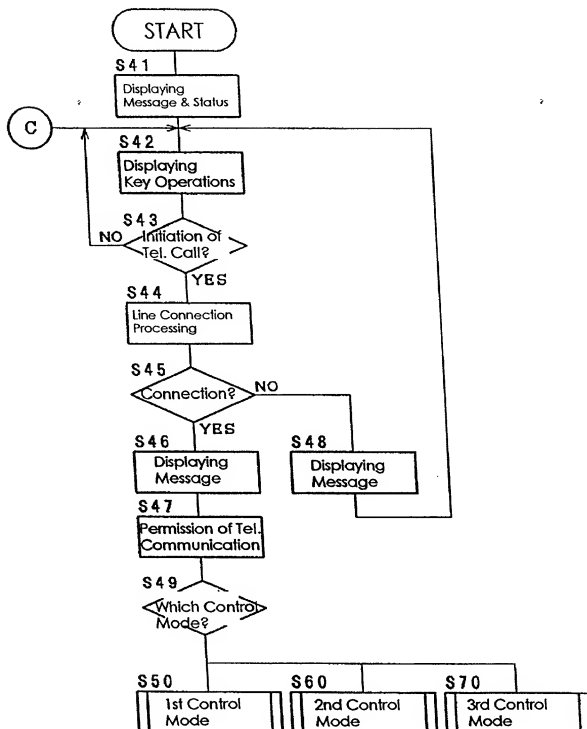 START
S41
Displaying
Message & Status
C
S42
Displaying
Key Operations
S43
NO
Initiation of
Tel. Call?
YES
S44
Line Connection
Processing
S45
Connection?
NO
YES
S46
Displaying
Message
S48
Displaying
Message
S47
Permission of Tel.
Communication
S49
Which Control
Mode?
S50
1st Control
Mode
S60
2nd Control
Mode
S70
3rd Control
Mode